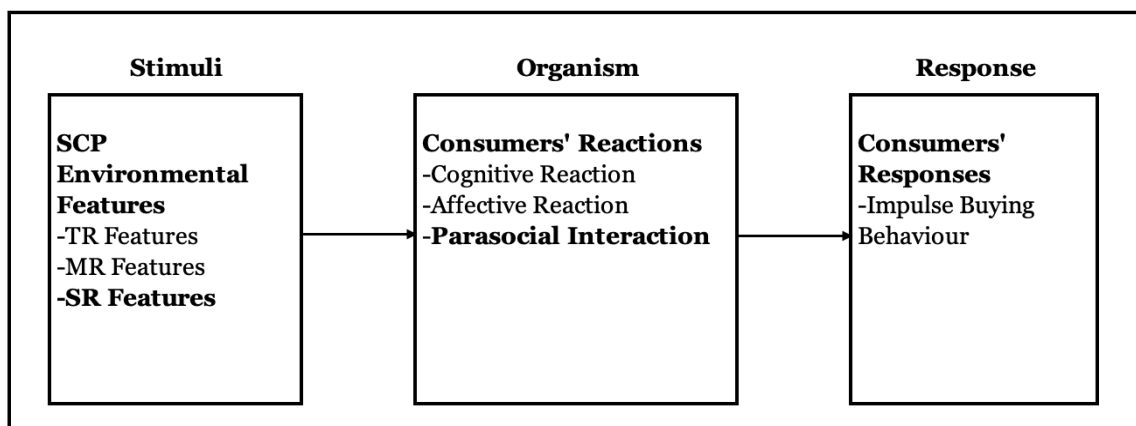 Stimuli
Organism
Response
SCP
Environmental
Features
-TR Features
-MR Features
-SR Features
Consumers' Reactions
-Cognitive Reaction
-Affective Reaction
-Parasocial Interaction
Consumers'
Responses
-Impulse Buying
Behaviour